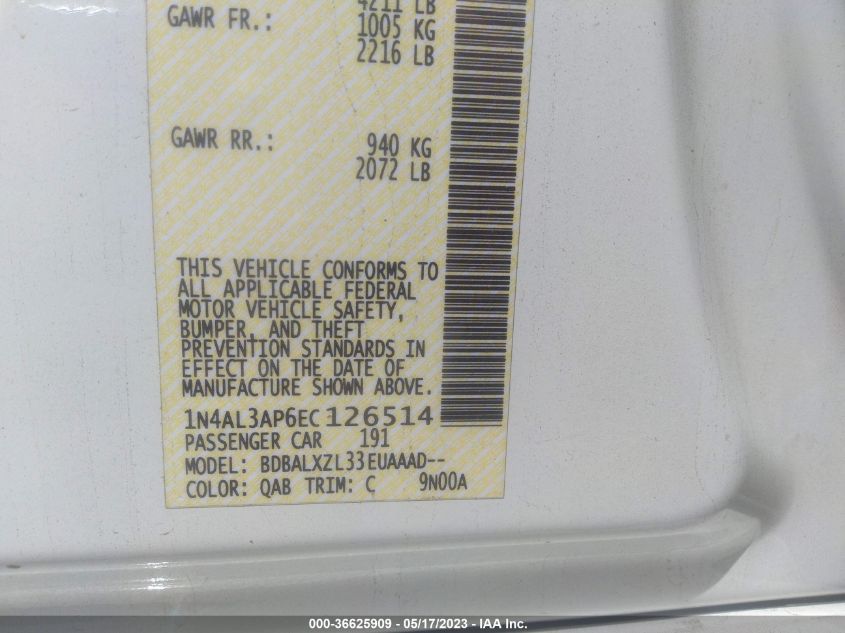 4211 LB
GAWR FR.: 1005 KG
2216 LB
GAWR RR.: 940 KG
2072 LB
THIS VEHICLE CONFORMS TO
ALL APPLICABLE FEDERAL
MOTOR VEHICLE SAFETY,
BUMPER, AND THEFT
PREVENTION STANDARDS IN
EFFECT ON THE DATE OF
MANUFACTURE SHOWN ABOVE.
1N4AL3AP6EC126514
PASSENGER CAR 191
MODEL: BDBALXZL33EUAAAD--
COLOR: QAB TRIM: C 9N00A
000-36625909 - 05/17/2023 - IAA Inc.